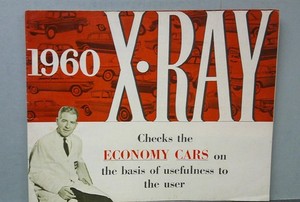 1960 X·RAY
Checks the
ECONOMY CARS on
the basis of usefulness to
the user